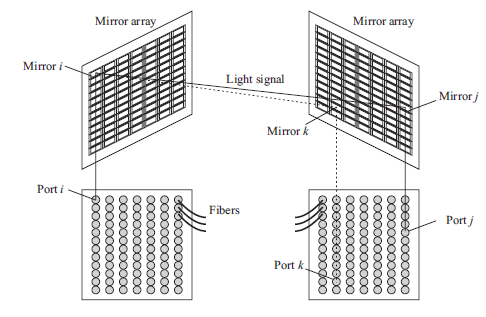 Mirror array
Mirror array
Mirror i
Light signal
Mirror j
Mirror k
Port i
Fibers
Port j
Port k